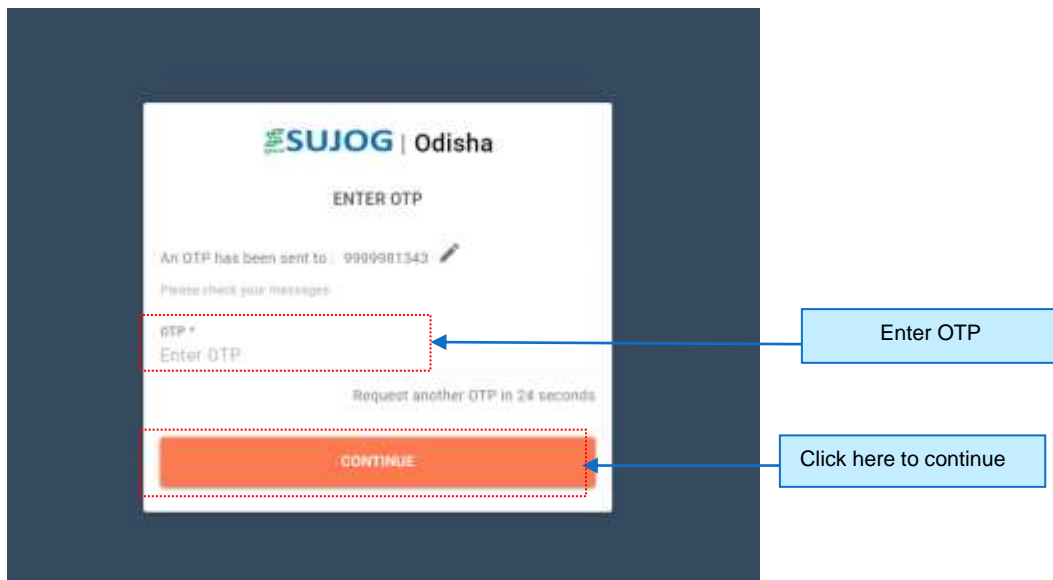 SUJOG | Odisha
ENTER OTP
An OTP has been sent to : 9999981343
Please check your messages
OTP *
Enter OTP
Enter OTP
Request another OTP in 24 seconds
CONTINUE
Click here to continue